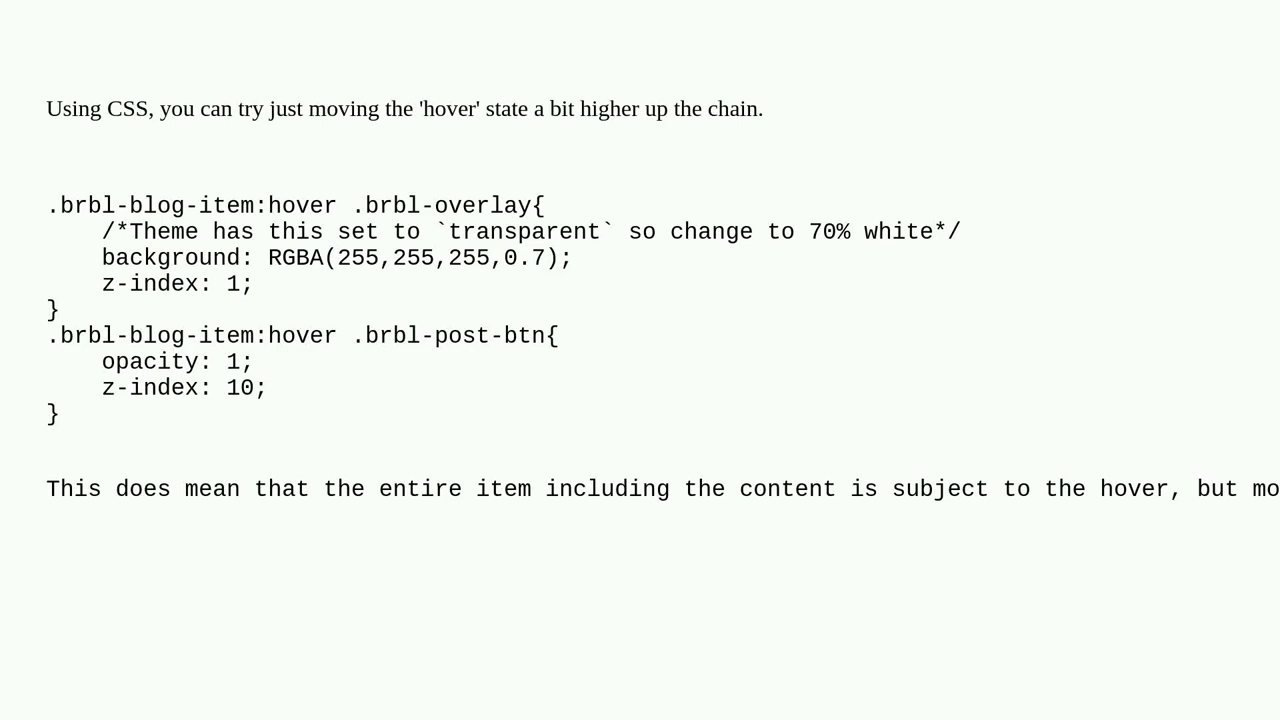 Using CSS, you can try just moving the 'hover' state a bit higher up the chain.
.brbl-blog-item:hover .brbl-overlay{
    /*Theme has this set to `transparent` so change to 70% white*/
    background: RGBA(255,255,255,0.7);
    z-index: 1;
}
.brbl-blog-item:hover .brbl-post-btn{
    opacity: 1;
    z-index: 10;
}
This does mean that the entire item including the content is subject to the hover, but